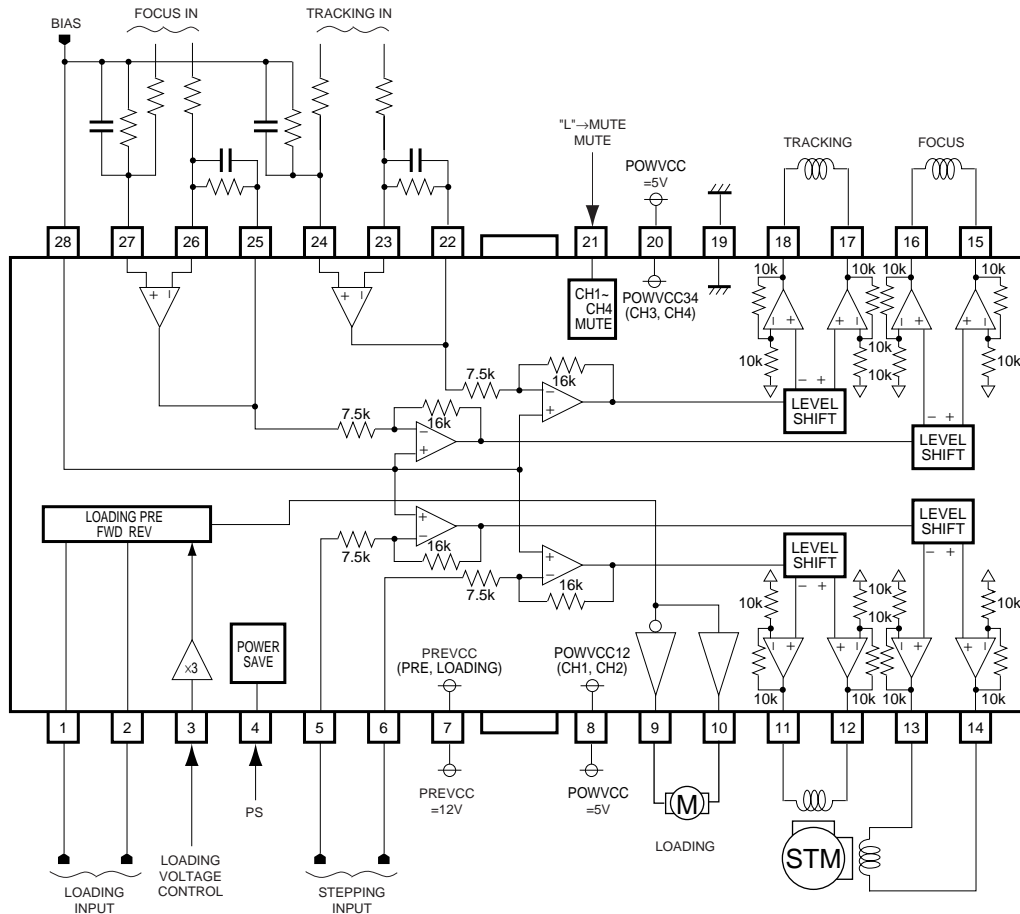 BIAS
FOCUS IN
TRACKING IN
"L"→MUTE
MUTE
POWVCC
=5V
TRACKING
FOCUS
28
27
26
25
24
23
22
21
20
19
18
17
16
15
+ −
+ −
CH1~
CH4
MUTE
POWVCC34
(CH3, CH4)
10k
10k
10k
10k
− +
− +
− +
− +
10k
10k
10k
10k
7.5k
16k
−
+
− +
LEVEL
SHIFT
7.5k
16k
−
+
− +
LEVEL
SHIFT
LOADING PRE
FWD REV
+
−
7.5k
16k
LEVEL
SHIFT
− +
+
−
7.5k
16k
LEVEL
SHIFT
− +
×3
POWER
SAVE
PREVCC
(PRE, LOADING)
POWVCC12
(CH1, CH2)
10k
10k
10k
10k
− +
− +
− +
− +
10k
10k
10k
10k
1
2
3
4
5
6
7
8
9
10
11
12
13
14
LOADING
INPUT
LOADING
VOLTAGE
CONTROL
PS
STEPPING
INPUT
PREVCC
=12V
POWVCC
=5V
M
LOADING
STM